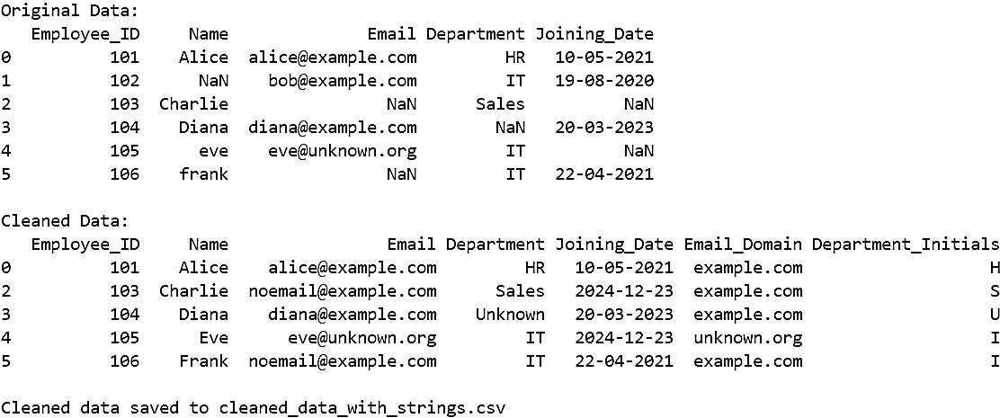 Original Data:
   Employee_ID     Name              Email Department Joining_Date
0          101    Alice  alice@example.com         HR   10-05-2021
1          102      NaN    bob@example.com         IT   19-08-2020
2          103  Charlie                NaN      Sales          NaN
3          104    Diana  diana@example.com        NaN   20-03-2023
4          105      eve    eve@unknown.org         IT          NaN
5          106    frank                NaN         IT   22-04-2021

Cleaned Data:
   Employee_ID     Name                Email Department Joining_Date Email_Domain Department_Initials
0          101    Alice    alice@example.com         HR   10-05-2021  example.com                   H
2          103  Charlie  noemail@example.com      Sales   2024-12-23  example.com                   S
3          104    Diana    diana@example.com    Unknown   20-03-2023  example.com                   U
4          105      Eve      eve@unknown.org         IT   2024-12-23  unknown.org                   I
5          106    Frank  noemail@example.com         IT   22-04-2021  example.com                   I

Cleaned data saved to cleaned_data_with_strings.csv